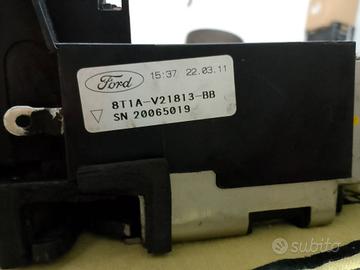 Ford
15:37 22.03.11
8T1A-V21813-BB
SN 20065019
subito